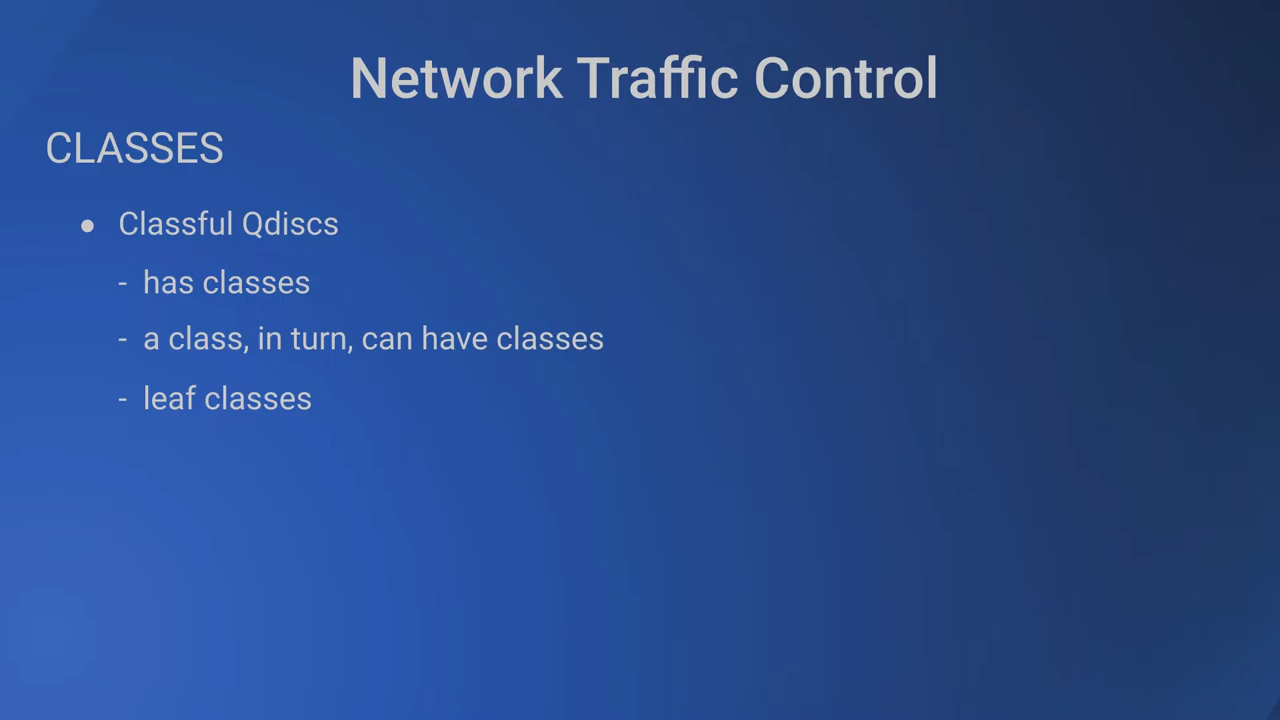 Network Traffic Control
CLASSES
● Classful Qdiscs
- has classes
- a class, in turn, can have classes
- leaf classes